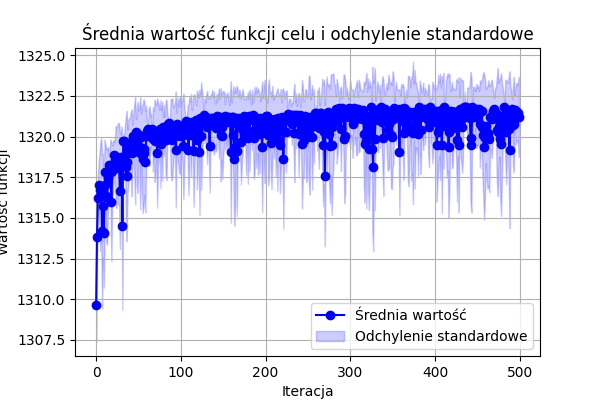 Średnia wartość funkcji celu i odchylenie standardowe
1325.0
1322.5
1320.0
1317.5
1315.0
1312.5
1310.0
1307.5
Wartość funkcji
0
100
200
300
400
500
Iteracja
Średnia wartość
Odchylenie standardowe